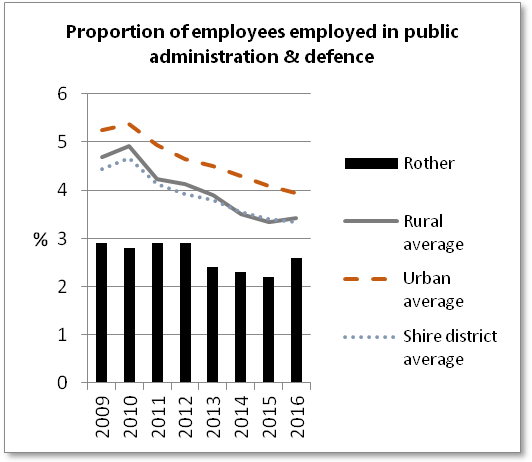 Proportion of employees employed in public
administration & defence
6
5
4
3
2
1
0
%
2009
2010
2011
2012
2013
2014
2015
2016
Rother
Rural
average
Urban
average
Shire district
average